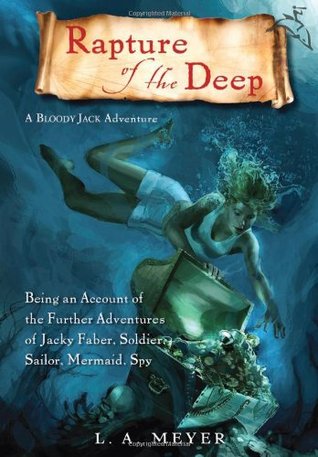 Rapture
of the Deep
A BLOODY JACK Adventure
Being an Account of
the Further Adventures
of Jacky Faber, Soldier,
Sailor, Mermaid, Spy
L. A. MEYER